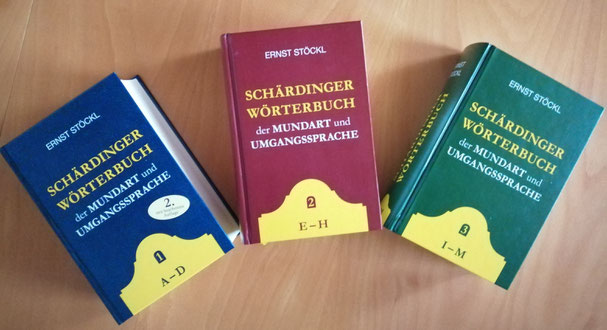 ERNST STÖCKL
SCHÄRDINGER
WÖRTERBUCH
der MUNDART und
UMGANGSSPRACHE
2.
1
A–D
ERNST STÖCKL
SCHÄRDINGER
WÖRTERBUCH
der MUNDART und
UMGANGSSPRACHE
2
E–H
WÖRTERBUCH
ERNST STÖCKL
SCHÄRDINGER
WÖRTERBUCH
der MUNDART und
UMGANGSSPRACHE
3
I–M